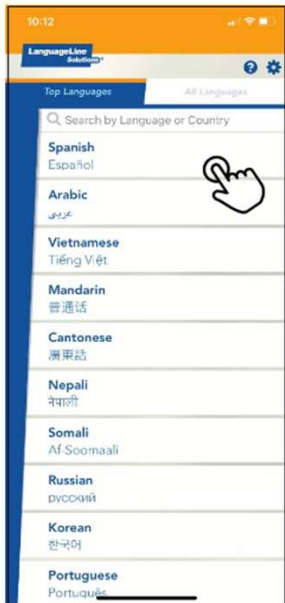 10:12
LanguageLine
Solutions
Top Languages
All Languages
Search by Language or Country
Spanish
Español
Arabic
عربي
Vietnamese
Tiếng Việt
Mandarin
普通话
Cantonese
廣東話
Nepali
नेपाली
Somali
Af-Soomaali
Russian
русский
Korean
한국어
Portuguese
Português